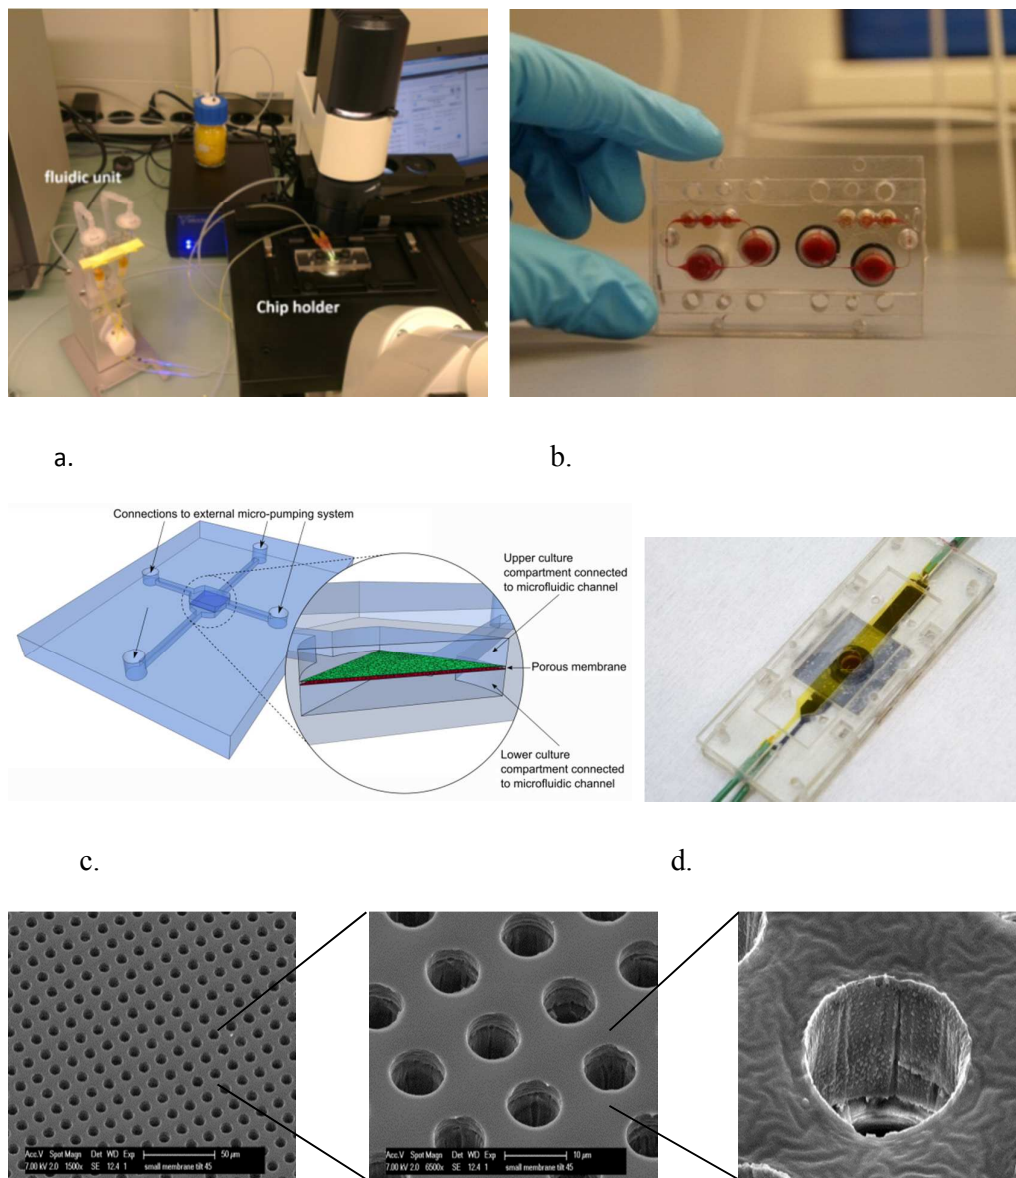 fluidic unit
Chip holder
a.
b.
Connections to external micro-pumping system
Upper culture
compartment connected
to microfluidic channel
Porous membrane
Lower culture
compartment connected
to microfluidic channel
c.
d.
Acc.V Spot Magn Det WD Exp
7.00 kV 2.0 1500x SE 12.4 1
50 µm
small membrane tilt 45
Acc.V Spot Magn Det WD Exp
7.00 kV 2.0 6500x SE 12.4 1
10 µm
small membrane tilt 45